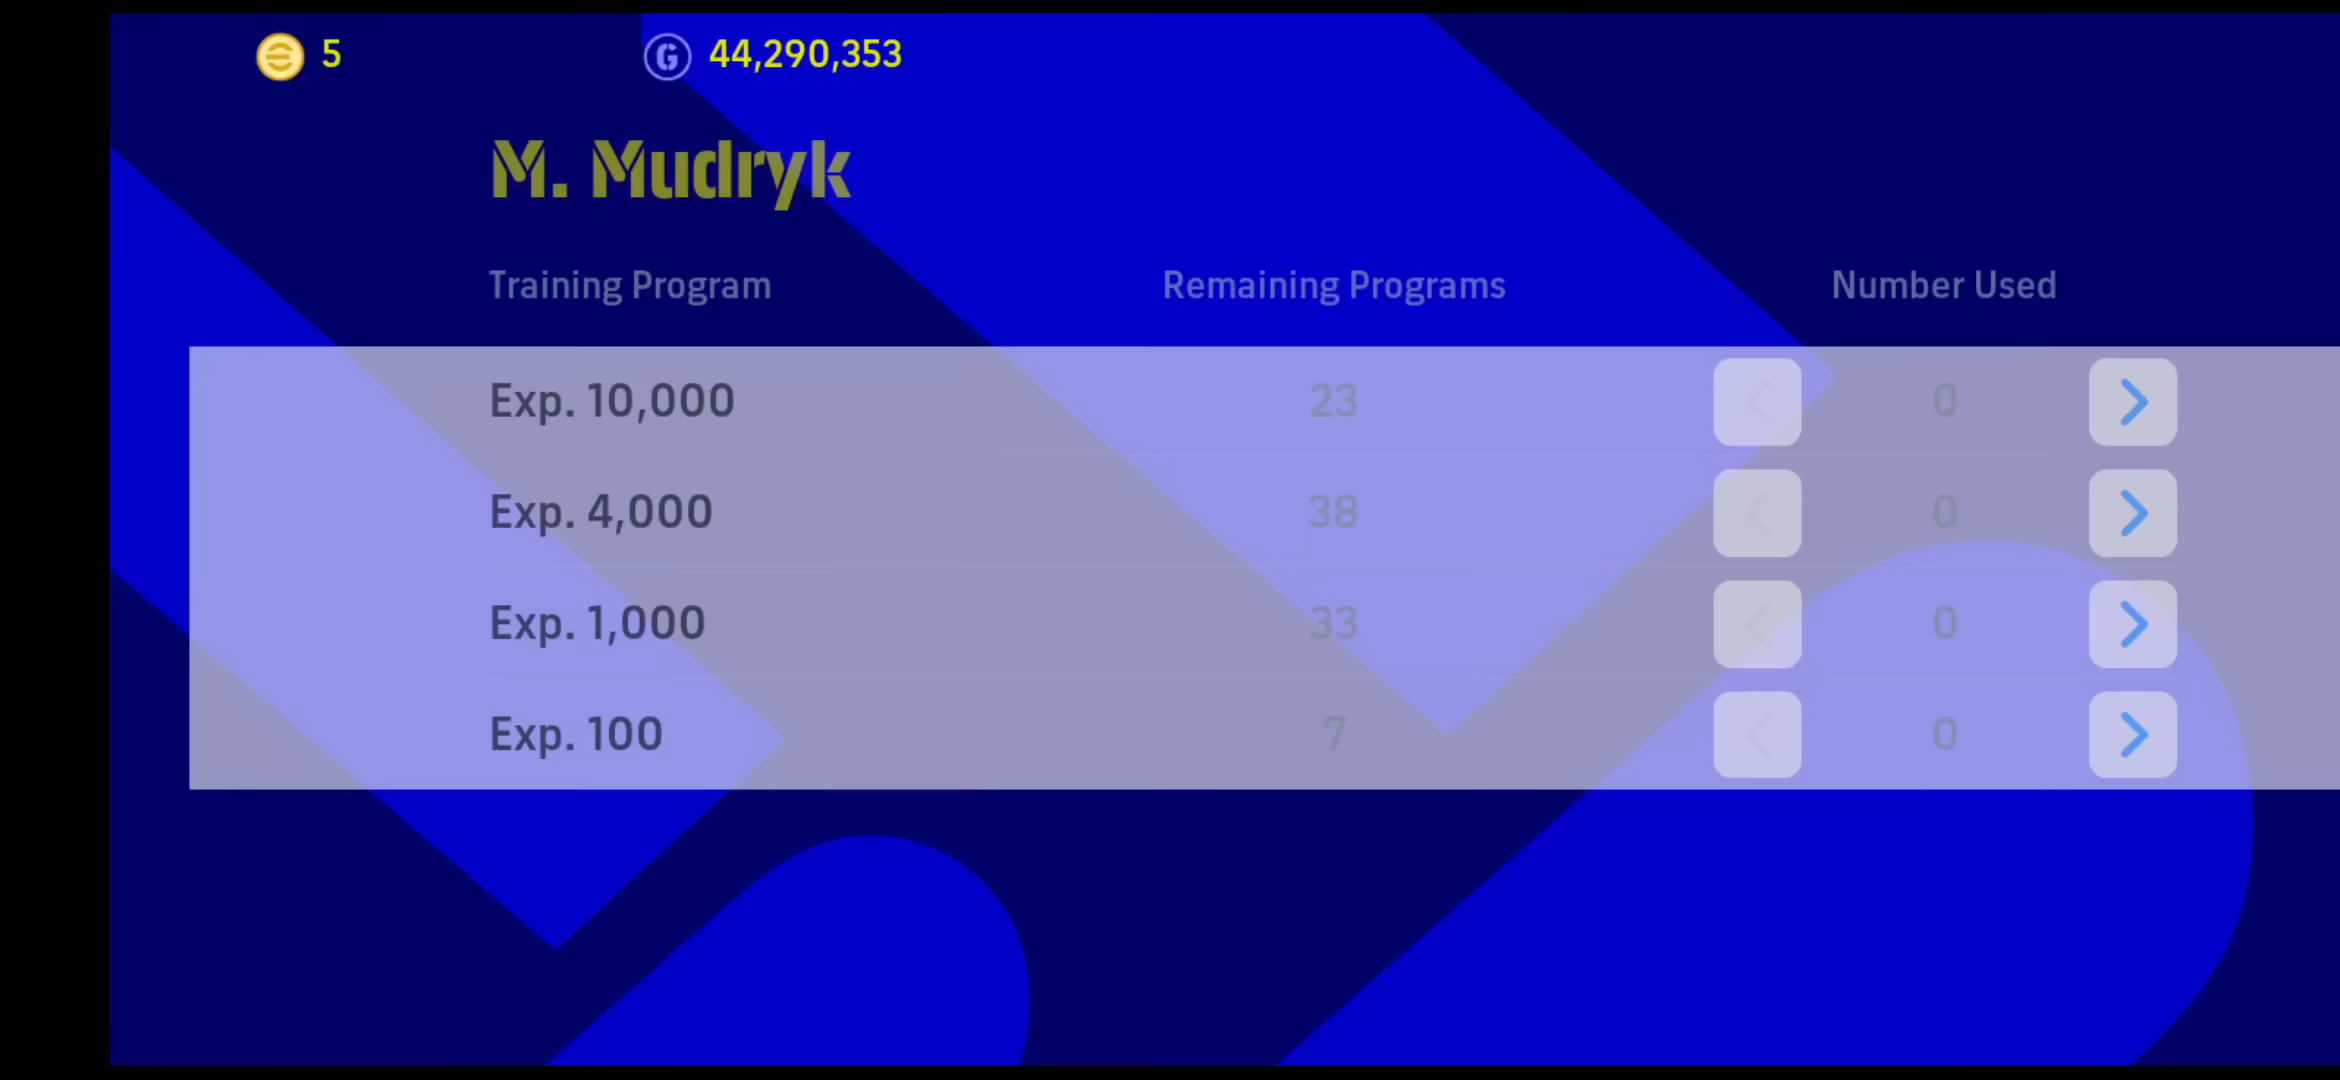 5 44,290,353
M. Mudryk
Training Program Remaining Programs Number Used
Exp. 10,000 23 0
Exp. 4,000 38 0
Exp. 1,000 33 0
Exp. 100 7 0